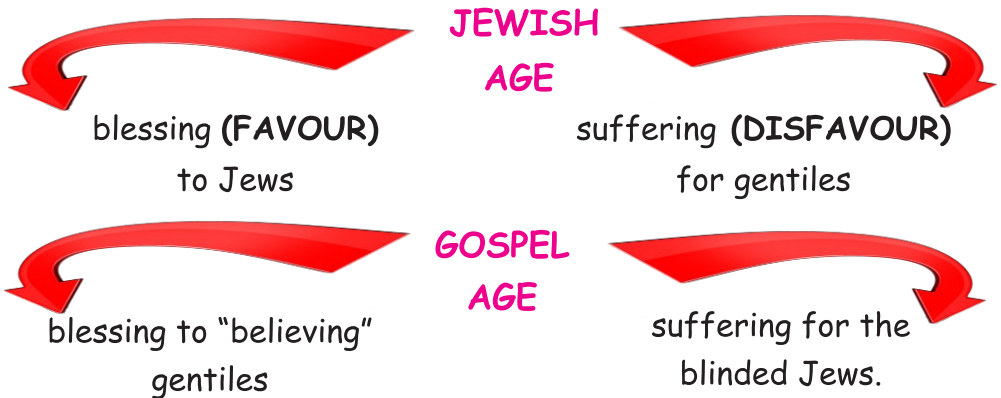 JEWISH
AGE
blessing (FAVOUR)
to Jews
suffering (DISFAVOUR)
for gentiles
GOSPEL
AGE
blessing to “believing”
gentiles
suffering for the
blinded Jews.